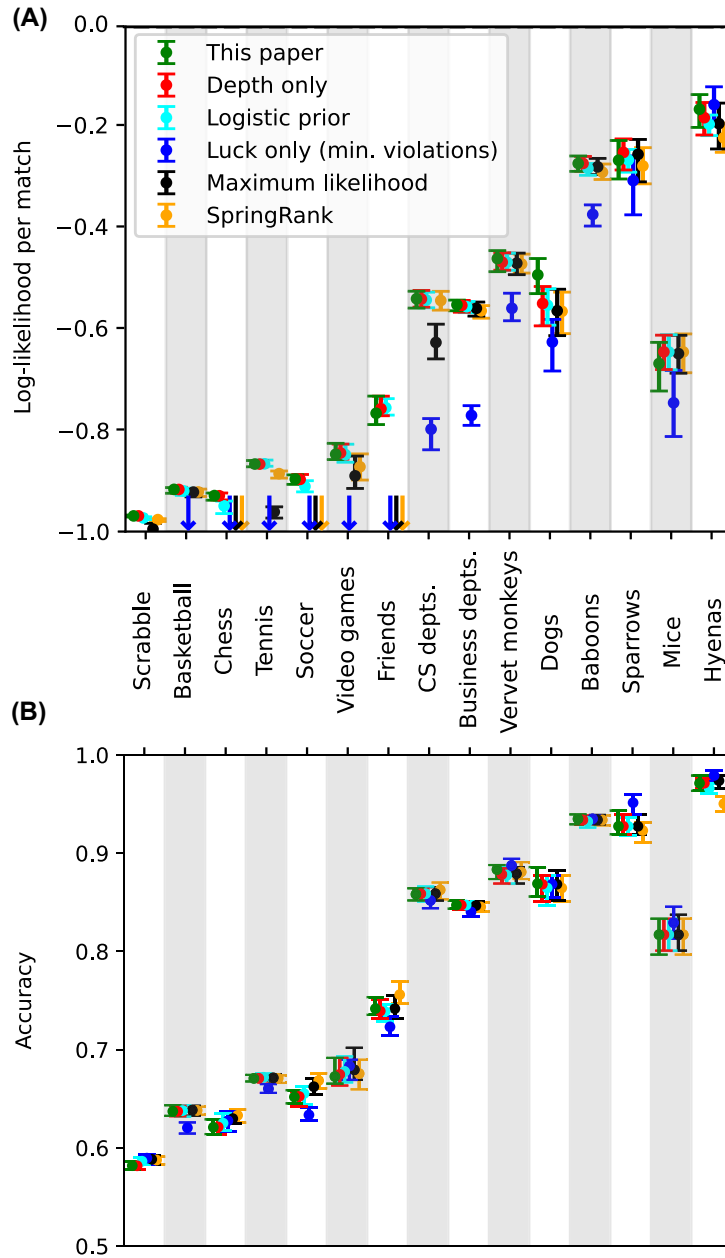 (A)
0.0
This paper
Depth only
Logistic prior
Luck only (min. violations)
Maximum likelihood
SpringRank
−0.2
−0.4
−0.6
−0.8
−1.0
Log-likelihood per match
Scrabble
Basketball
Chess
Tennis
Soccer
Video games
Friends
CS depts.
Business depts.
Vervet monkeys
Dogs
Baboons
Sparrows
Mice
Hyenas
(B)
1.0
0.9
0.8
0.7
0.6
0.5
Accuracy